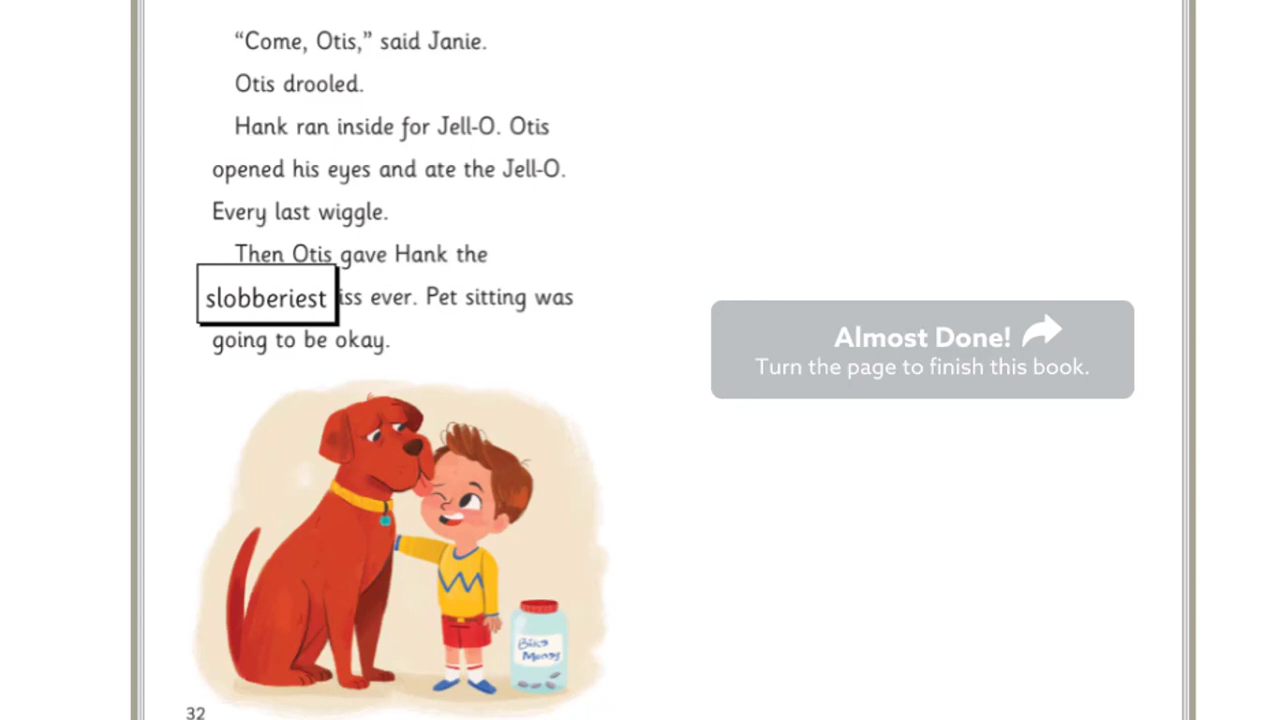 “Come, Otis,” said Janie.
Otis drooled.
Hank ran inside for Jell-O. Otis
opened his eyes and ate the Jell-O.
Every last wiggle.
Then Otis gave Hank the
slobberiest iss ever. Pet sitting was
going to be okay.
Almost Done!
Turn the page to finish this book.
Bike
Money
32